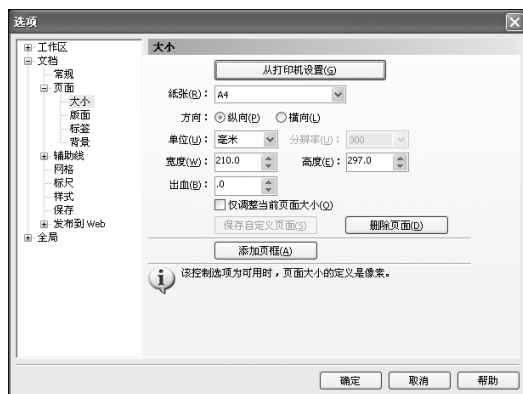 选项
工作区
文档
常规
页面
大小
版面
标签
背景
辅助线
网格
标尺
样式
保存
发布到 Web
全局
大小
从打印机设置(G)
纸张(R)： A4
方向： 纵向(P) 横向(L)
单位(U)： 毫米 分辨率(U)： 300
宽度(W)： 210.0 高度(E)： 297.0
出血(B)： .0
仅调整当前页面大小(O)
保存自定义页面(S) 删除页面(D)
添加页框(A)
该控制选项为可用时，页面大小的定义是像素。
确定 取消 帮助